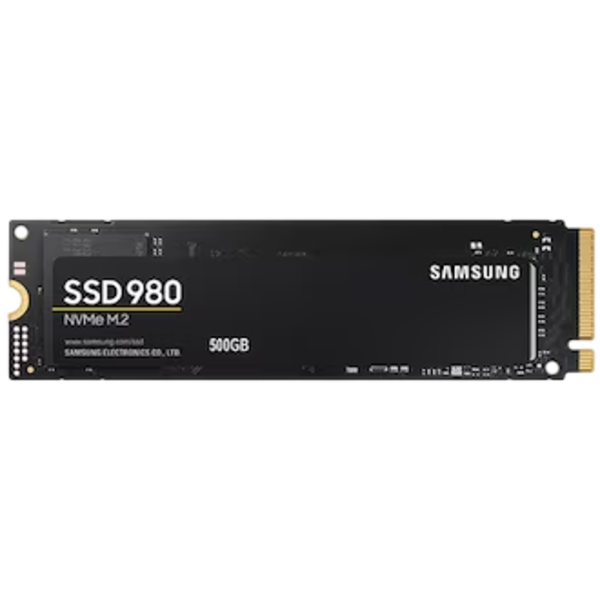 SAMSUNG
SSD 980
NVMe M.2
www.samsung.com/ssd
SAMSUNG ELECTRONICS CO., LTD.
500GB